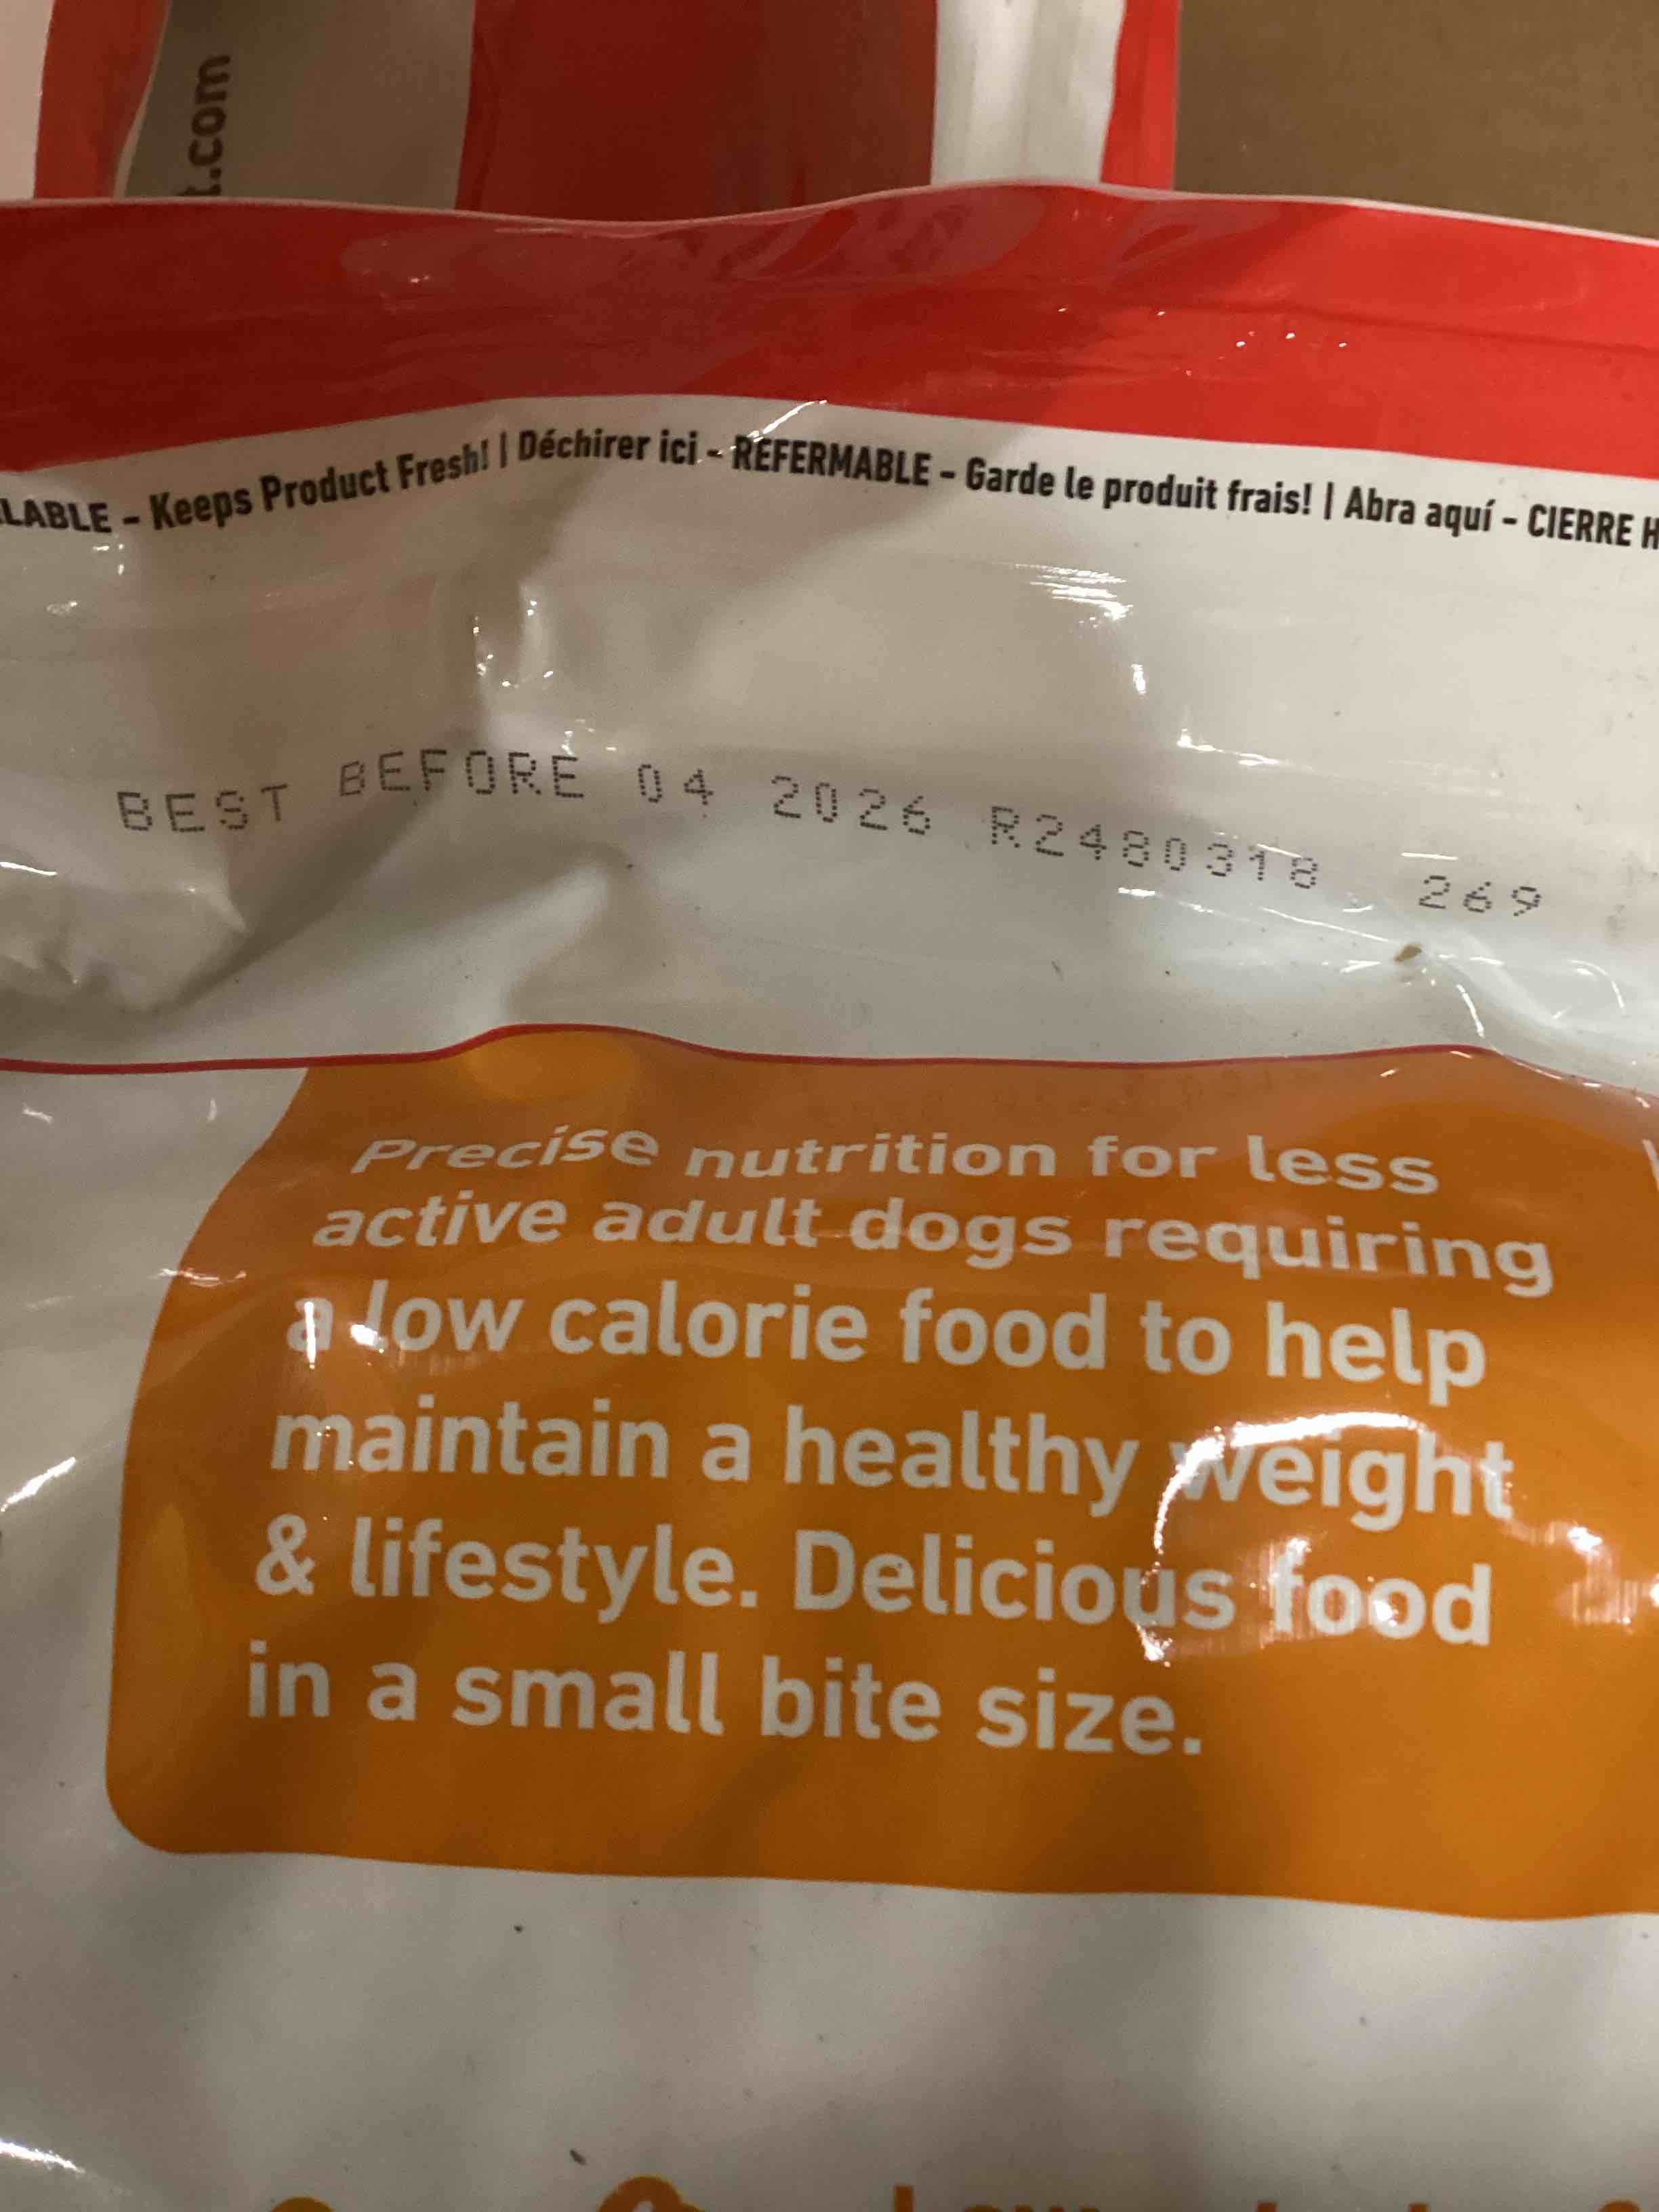 .com
LABLE - Keeps Product Fresh! | Déchirer ici - REFERMABLE - Garde le produit frais! | Abra aquí - CIERRE
BEST BEFORE 04 2026 R2480318 269
Precise nutrition for less
active adult dogs requiring
a low calorie food to help
maintain a healthy weight
& lifestyle. Delicious food
in a small bite size.